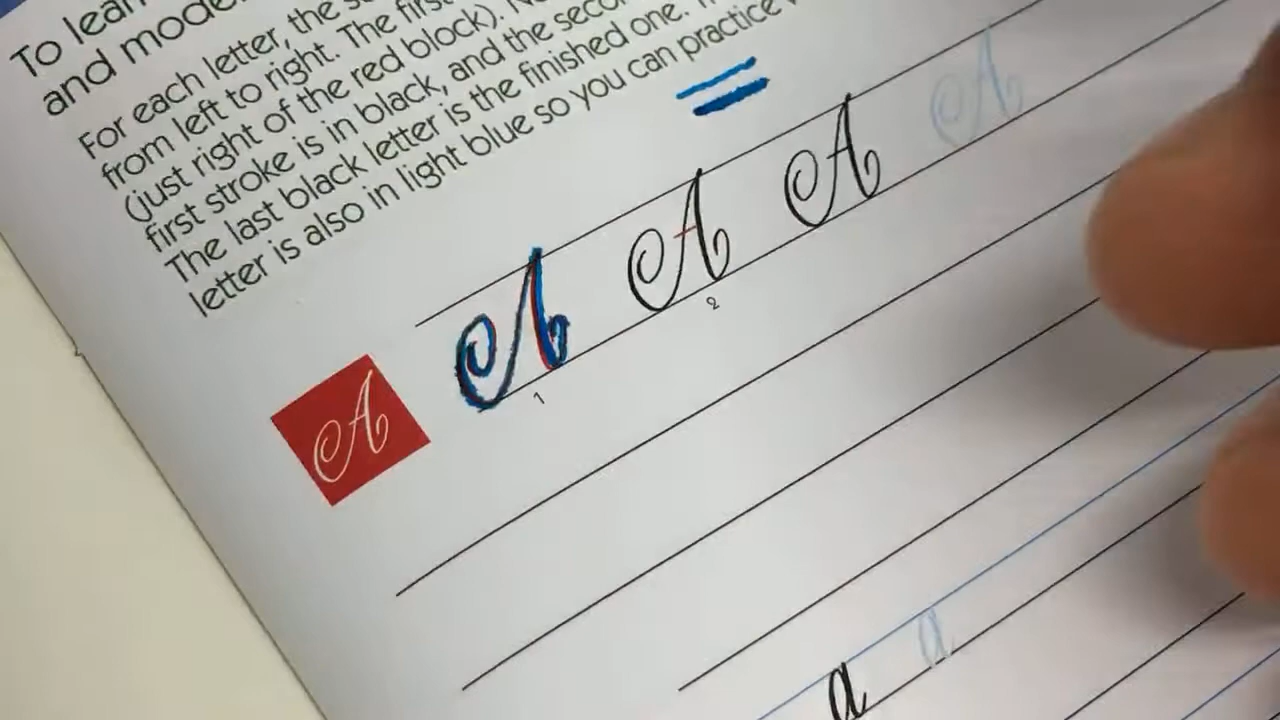 To lear
and mode
For each letter, the s
from left to right. The first
(just right of the red block). N
first stroke is in black, and the seco
The last black letter is the finished one. T
letter is also in light blue so you can practice
A A A A A
1 2
a a